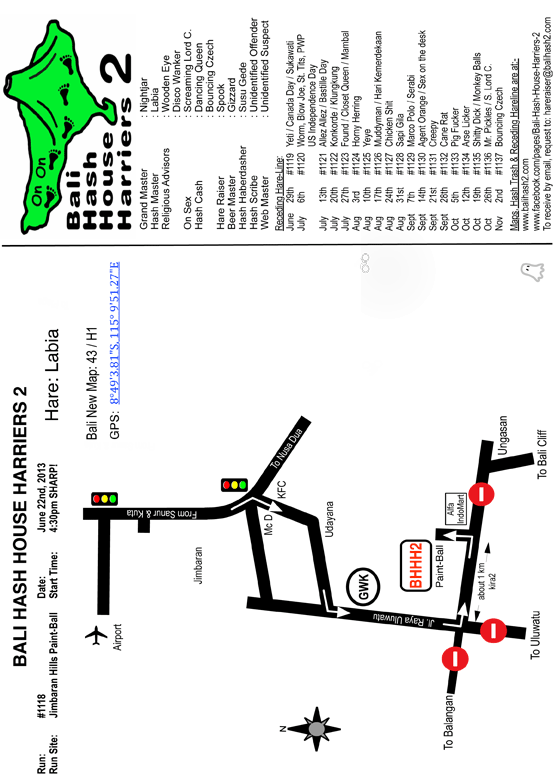 BALI HASH HOUSE HARRIERS 2
Run: #1118 Date: June 22nd, 2013
Run Site: Jimbaran Hills Paint-Ball Start Time: 4:30pm SHARP!
Hare: Labia
Bali New Map: 43 / H1
GPS: 8°49'3.81"S.115° 9'51.27"E
Airport
From Sanur & Kuta
To Nusa Dua
Jimbaran
Mc D
KFC
Udayana
GWK
Jl. Raya Uluwatu
BHHH2
Paint-Ball
Alfa
IndoMart
Ungasan
To Bali Cliff
about 1 km
kira2
To Balangan
To Uluwatu
N
On On
Bali
Hash
House
Harriers 2
Grand Master : Nightjar
Hash Master : Labia
Religious Advisors : Wooden Eye
: Disco Wanker
On Sex : Screaming Lord C.
Hash Cash : Dancing Queen
: Bouncing Czech
Hare Raiser : Spook
Beer Master : Gizzard
Hash Haberdasher : Susu Gede
Hash Scribe : Unidentified Offender
Web Master : Unidentified Suspect
Receding Hare-Line:
June 29th #1119 Yeti / Canada Day / Sukawati
July 6th #1120 Worm, Blow Joe, St. Tits, PWP
US Independence Day
July 13th #1121 Alez Alez / Bastille Day
July 20th #1122 Konkorde / Klungkung
July 27th #1123 Found / Closet Queen / Mambal
Aug 3rd #1124 Horny Herring
Aug 10th #1125 Yeye
Aug 17th #1126 Muddyman / Hari Kemerdekaan
Aug 24th #1127 Chicken Shit
Aug 31st #1128 Sapi Gila
Sept 7th #1129 Marco Polo / Serabi
Sept 14th #1130 Agent Orange / Sex on the desk
Sept 21st #1131 Creepy
Sept 28th #1132 Cane Rat
Oct 5th #1133 Pig Fucker
Oct 12th #1134 Arse Licker
Oct 19th #1135 Shitty Dick / Monkey Balls
Oct 26th #1136 Mr. Pickles / S. Lord C.
Nov 2nd #1137 Bouncing Czech
Maps, Hash Trash & Receding Hareline are at:
www.balihash2.com
www.facebook.com/pages/Bali-Hash-House-Harriers-2
To receive by email, request to: hareraiser@balihash2.com